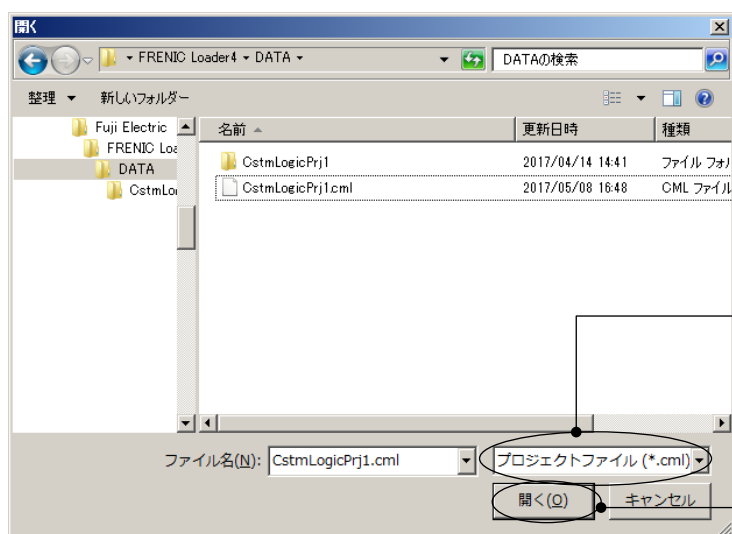 開く
FRENIC Loader4 DATA
DATAの検索
整理 新しいフォルダー
Fuji Electric
FRENIC Loa
DATA
CstmLo
名前 更新日時 種類
CstmLogicPrj1 2017/04/14 14:41 ファイル フォル
CstmLogicPrj1.cml 2017/05/08 16:48 CML ファイル
ファイル名(N): CstmLogicPrj1.cml プロジェクトファイル (*.cml)
開く(O) キャンセル